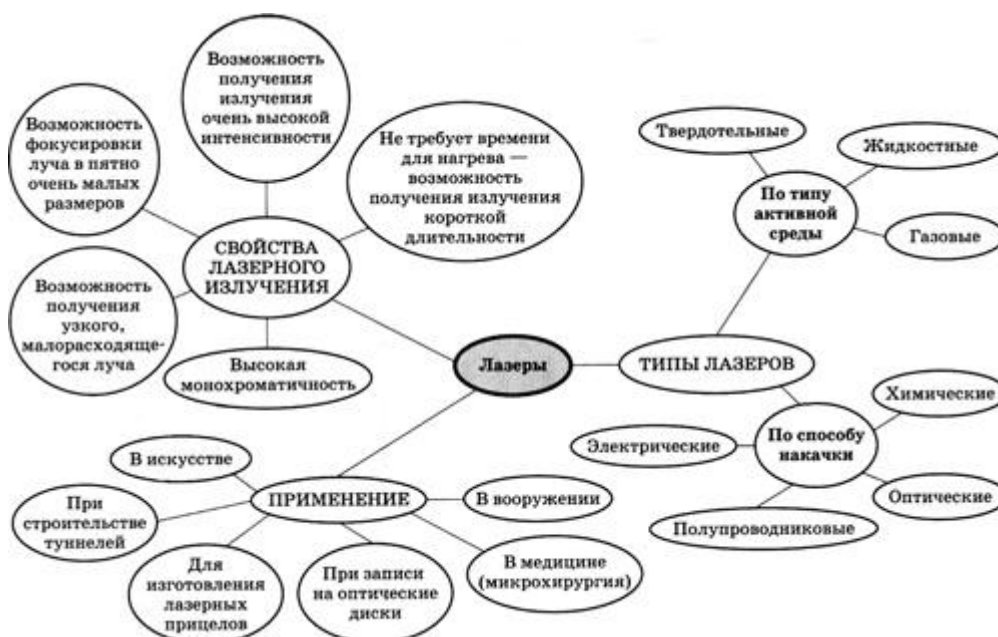 Возможность
получения
излучения
очень высокой
интенсивности
Возможность
фокусировки
луча в пятно
очень малых
размеров
Не требует времени
для нагрева —
возможность
получения излучения
короткой
длительности
СВОЙСТВА
ЛАЗЕРНОГО
ИЗЛУЧЕНИЯ
Возможность
получения
узкого,
малорасходяще-
гося луча
Высокая
монохроматичность
Лазеры
Твердотельные
Жидкостные
По типу
активной
среды
Газовые
ТИПЫ ЛАЗЕРОВ
Химические
Электрические
По способу
накачки
Оптические
Полупроводниковые
В искусстве
ПРИМЕНЕНИЕ
В вооружении
При
строительстве
туннелей
Для
изготовления
лазерных
прицелов
При записи
на оптические
диски
В медицине
(микрохирургия)